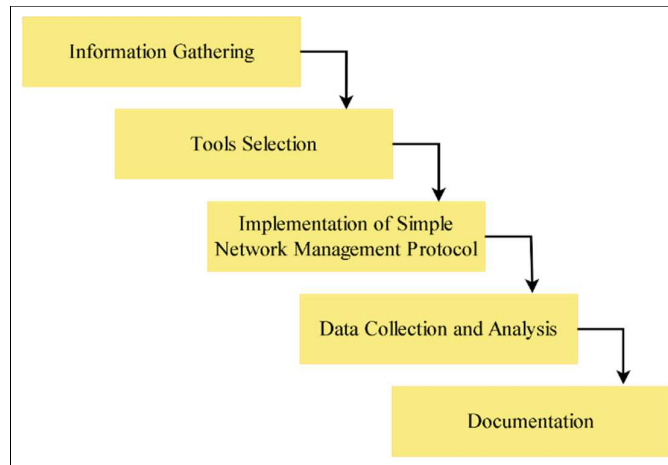 Information Gathering
Tools Selection
Implementation of Simple
Network Management Protocol
Data Collection and Analysis
Documentation